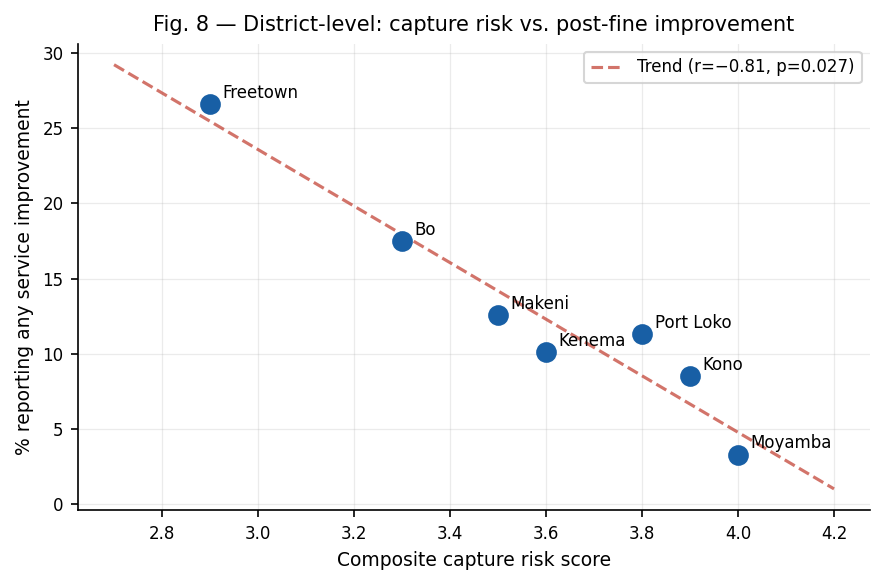 Fig. 8 — District-level: capture risk vs. post-fine improvement
% reporting any service improvement
30
25
20
15
10
5
0
Trend (r=−0.81, p=0.027)
Freetown
Bo
Makeni
Kenema
Port Loko
Kono
Moyamba
2.8 3.0 3.2 3.4 3.6 3.8 4.0 4.2
Composite capture risk score